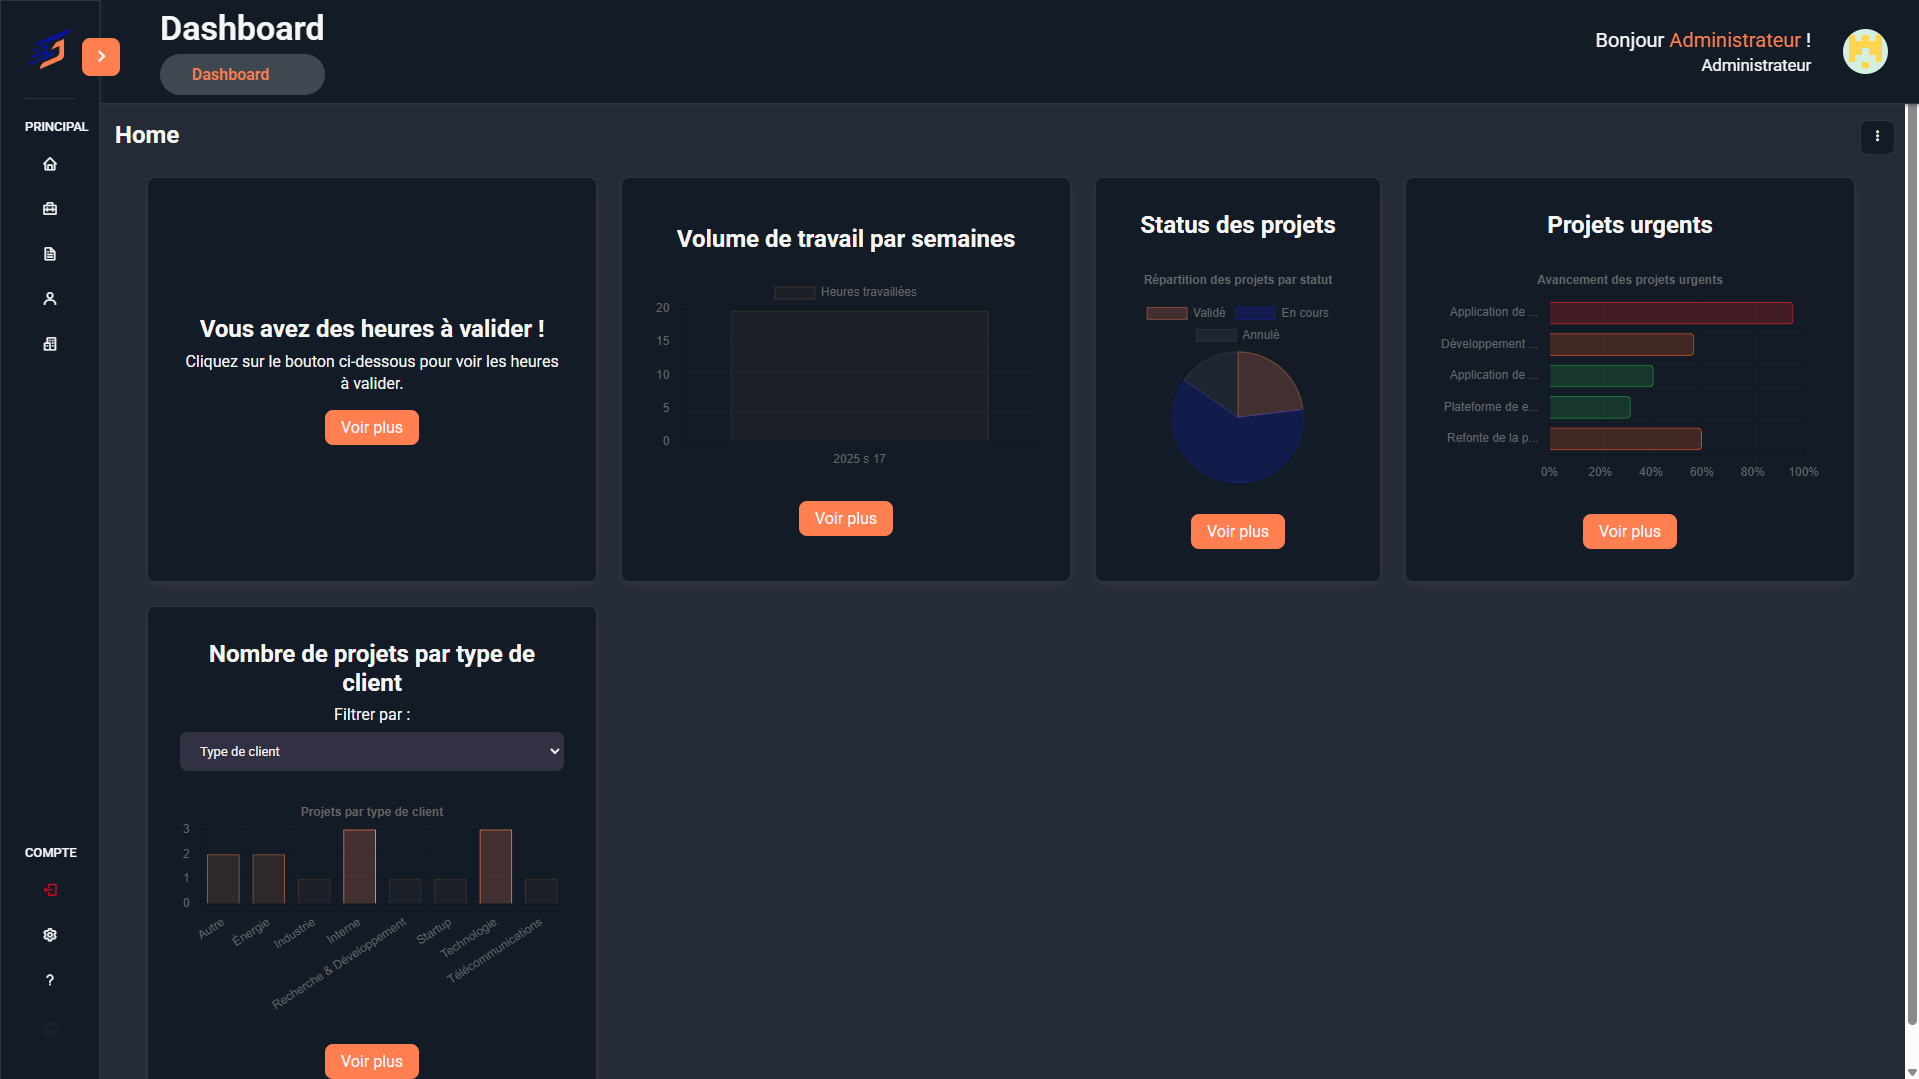 Dashboard
Dashboard
Bonjour Administrateur !
Administrateur
PRINCIPAL
Home
Vous avez des heures à valider !
Cliquez sur le bouton ci-dessous pour voir les heures
à valider.
Voir plus
Volume de travail par semaines
Heures travaillées
20
15
10
5
0
2025 s 17
Voir plus
Status des projets
Répartition des projets par statut
Validé
En cours
Annulé
Voir plus
Projets urgents
Avancement des projets urgents
Application de ...
Développement ...
Application de ...
Plateforme de e...
Refonte de la p...
0% 20% 40% 60% 80% 100%
Voir plus
Nombre de projets par type de
client
Filtrer par :
Type de client
Projets par type de client
3
2
1
0
Autre
Énergie
Industrie
Interne
Recherche & Développement
Startup
Technologie
Télécommunications
Voir plus
COMPTE
?